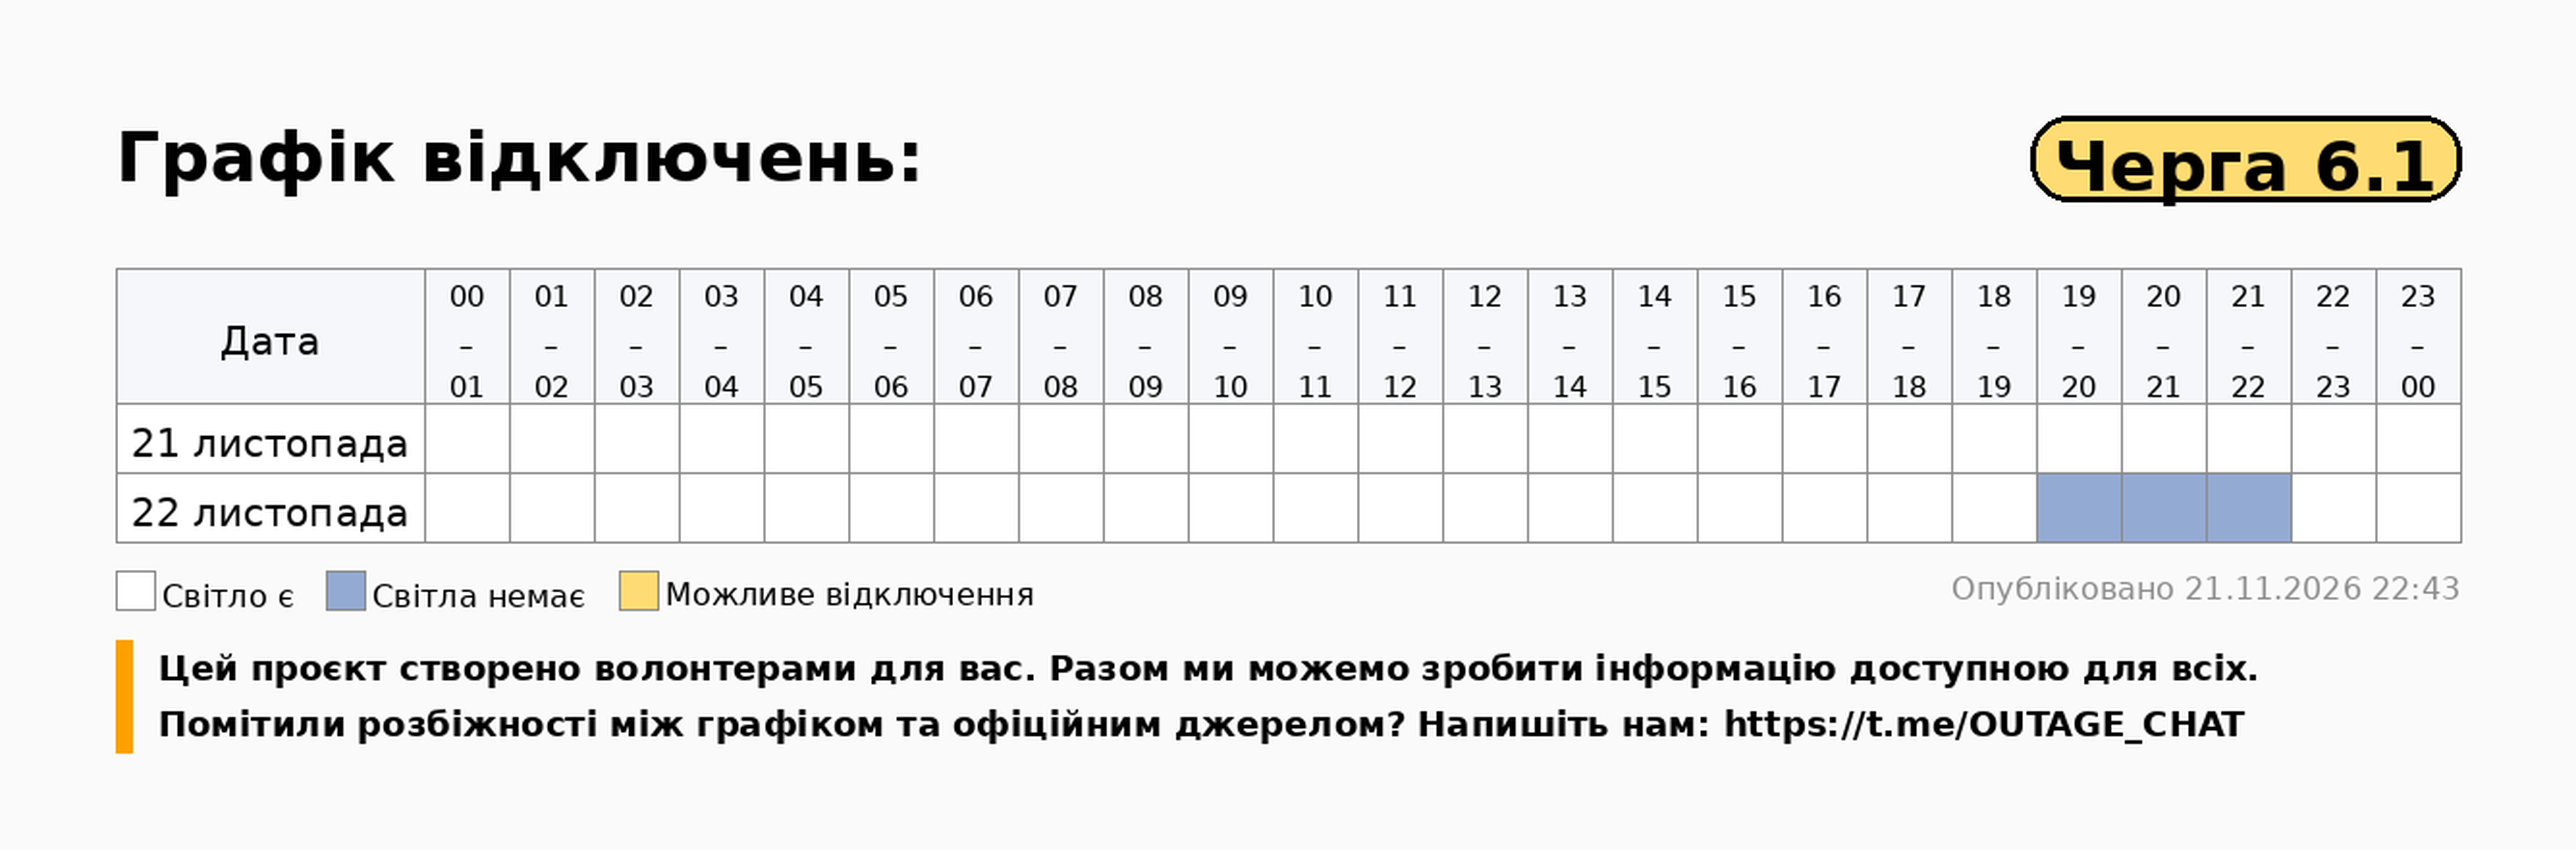 Графік відключень:
Черга 6.1
Дата 00 – 01 01 – 02 02 – 03 03 – 04 04 – 05 05 – 06 06 – 07 07 – 08 08 – 09 09 – 10 10 – 11 11 – 12 12 – 13 13 – 14 14 – 15 15 – 16 16 – 17 17 – 18 18 – 19 19 – 20 20 – 21 21 – 22 22 – 23 23 – 00
21 листопада
22 листопада
Світло є Світла немає Можливе відключення
Опубліковано 21.11.2026 22:43
Цей проєкт створено волонтерами для вас. Разом ми можемо зробити інформацію доступною для всіх.
Помітили розбіжності між графіком та офіційним джерелом? Напишіть нам: https://t.me/OUTAGE_CHAT